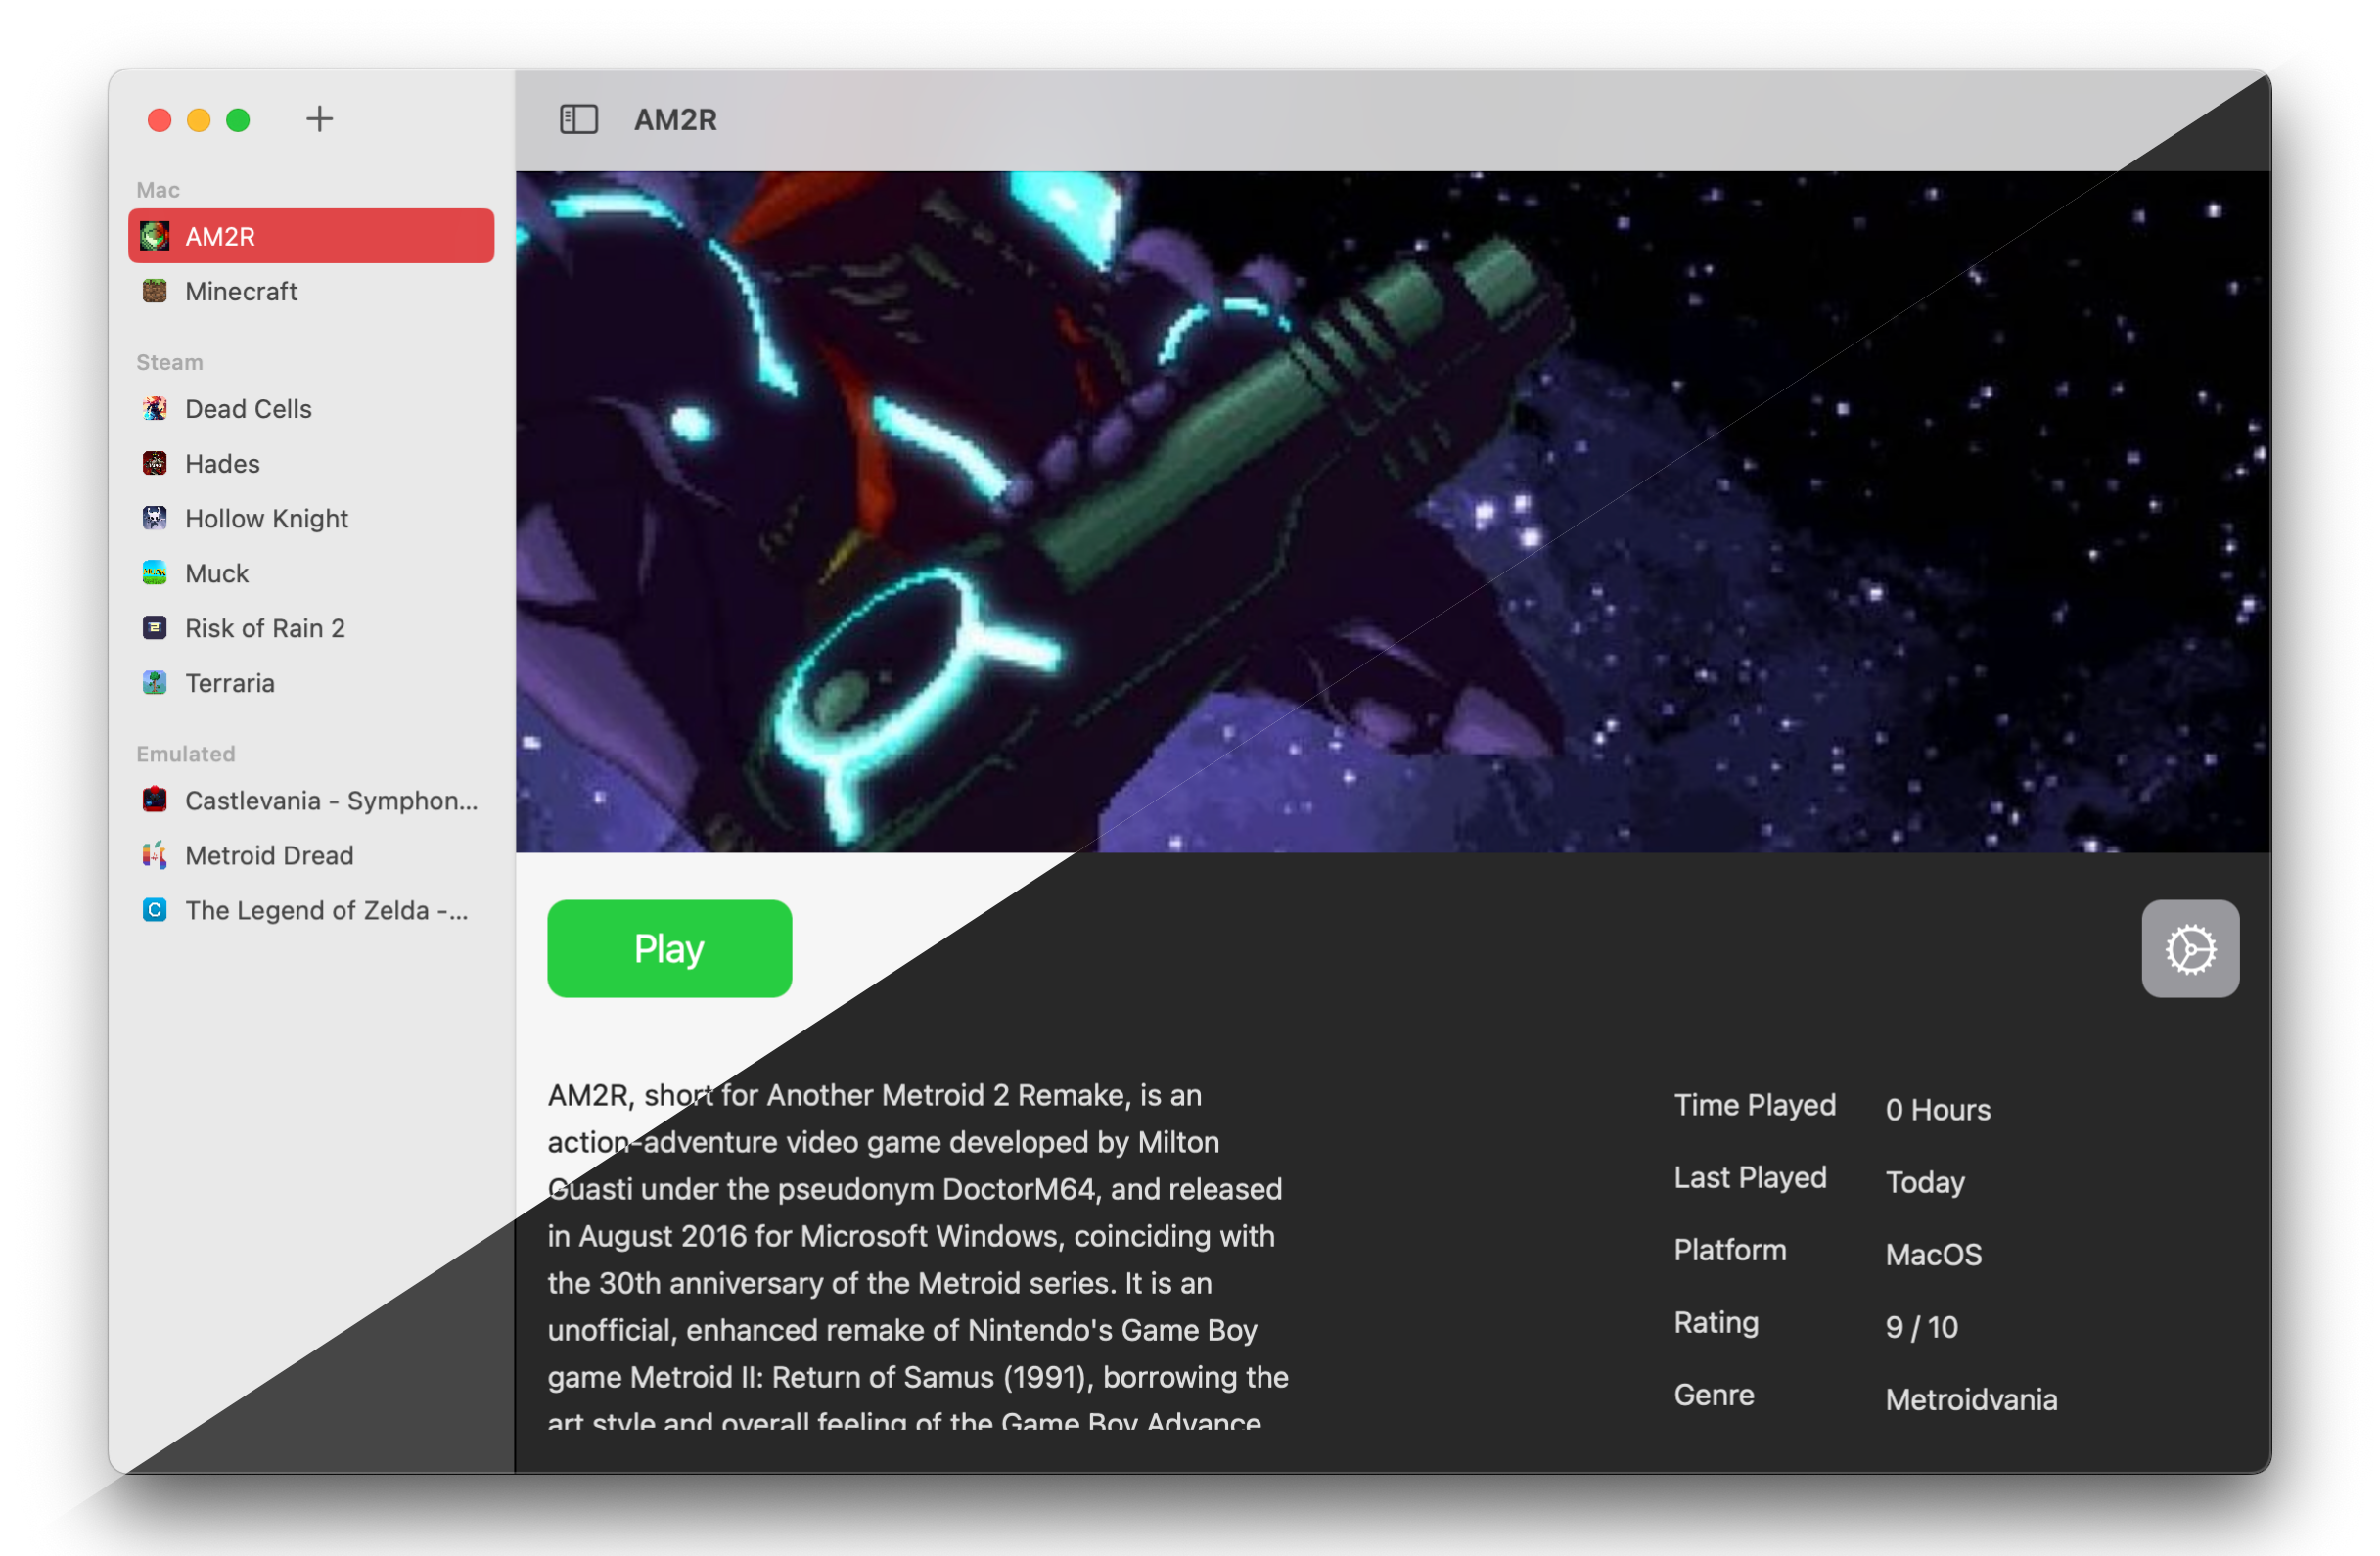 AM2R
Mac
AM2R
Minecraft
Steam
Dead Cells
Hades
Hollow Knight
Muck
Risk of Rain 2
Terraria
Emulated
Castlevania - Symphon...
Metroid Dread
The Legend of Zelda -...
Play
AM2R, short for Another Metroid 2 Remake, is an
action-adventure video game developed by Milton
Guasti under the pseudonym DoctorM64, and released
in August 2016 for Microsoft Windows, coinciding with
the 30th anniversary of the Metroid series. It is an
unofficial, enhanced remake of Nintendo's Game Boy
game Metroid II: Return of Samus (1991), borrowing the
art style and overall feeling of the Game Boy Advance
Time Played 0 Hours
Last Played Today
Platform MacOS
Rating 9 / 10
Genre Metroidvania